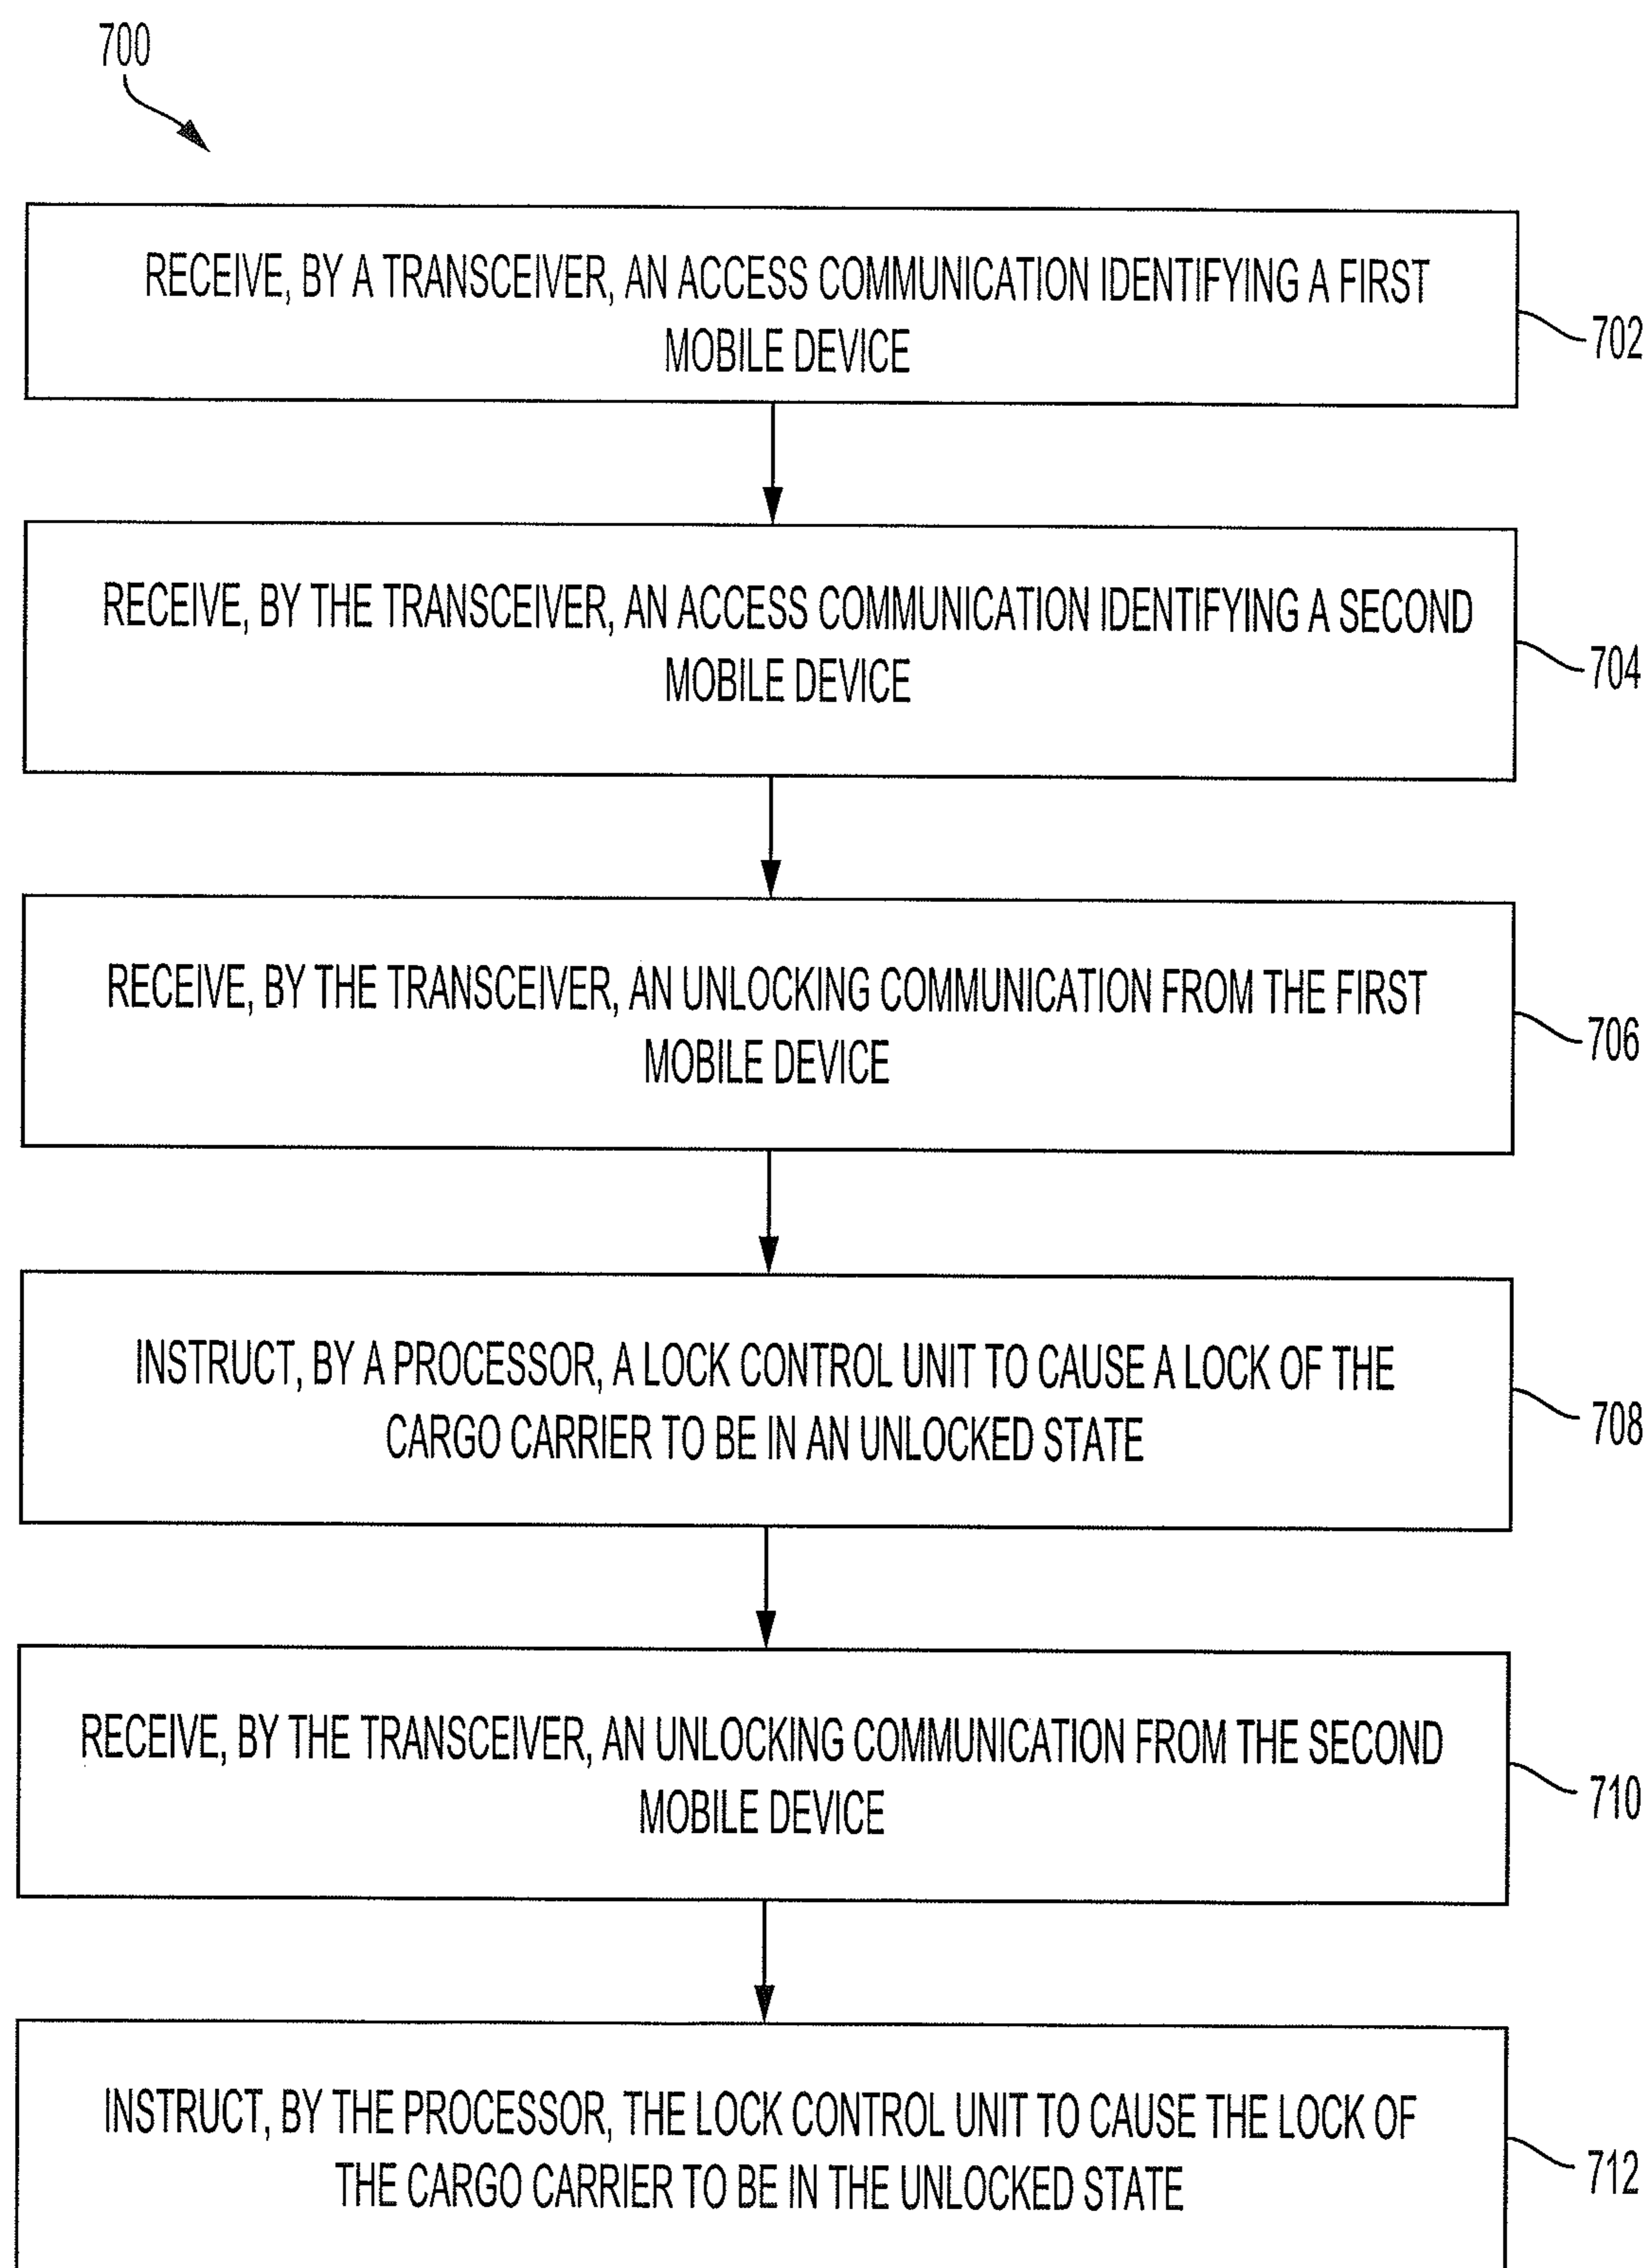 700
RECEIVE, BY A TRANSCEIVER, AN ACCESS COMMUNICATION IDENTIFYING A FIRST
MOBILE DEVICE
702
RECEIVE, BY THE TRANSCEIVER, AN ACCESS COMMUNICATION IDENTIFYING A SECOND
MOBILE DEVICE
704
RECEIVE, BY THE TRANSCEIVER, AN UNLOCKING COMMUNICATION FROM THE FIRST
MOBILE DEVICE
706
INSTRUCT, BY A PROCESSOR, A LOCK CONTROL UNIT TO CAUSE A LOCK OF THE
CARGO CARRIER TO BE IN AN UNLOCKED STATE
708
RECEIVE, BY THE TRANSCEIVER, AN UNLOCKING COMMUNICATION FROM THE SECOND
MOBILE DEVICE
710
INSTRUCT, BY THE PROCESSOR, THE LOCK CONTROL UNIT TO CAUSE THE LOCK OF
THE CARGO CARRIER TO BE IN THE UNLOCKED STATE
712